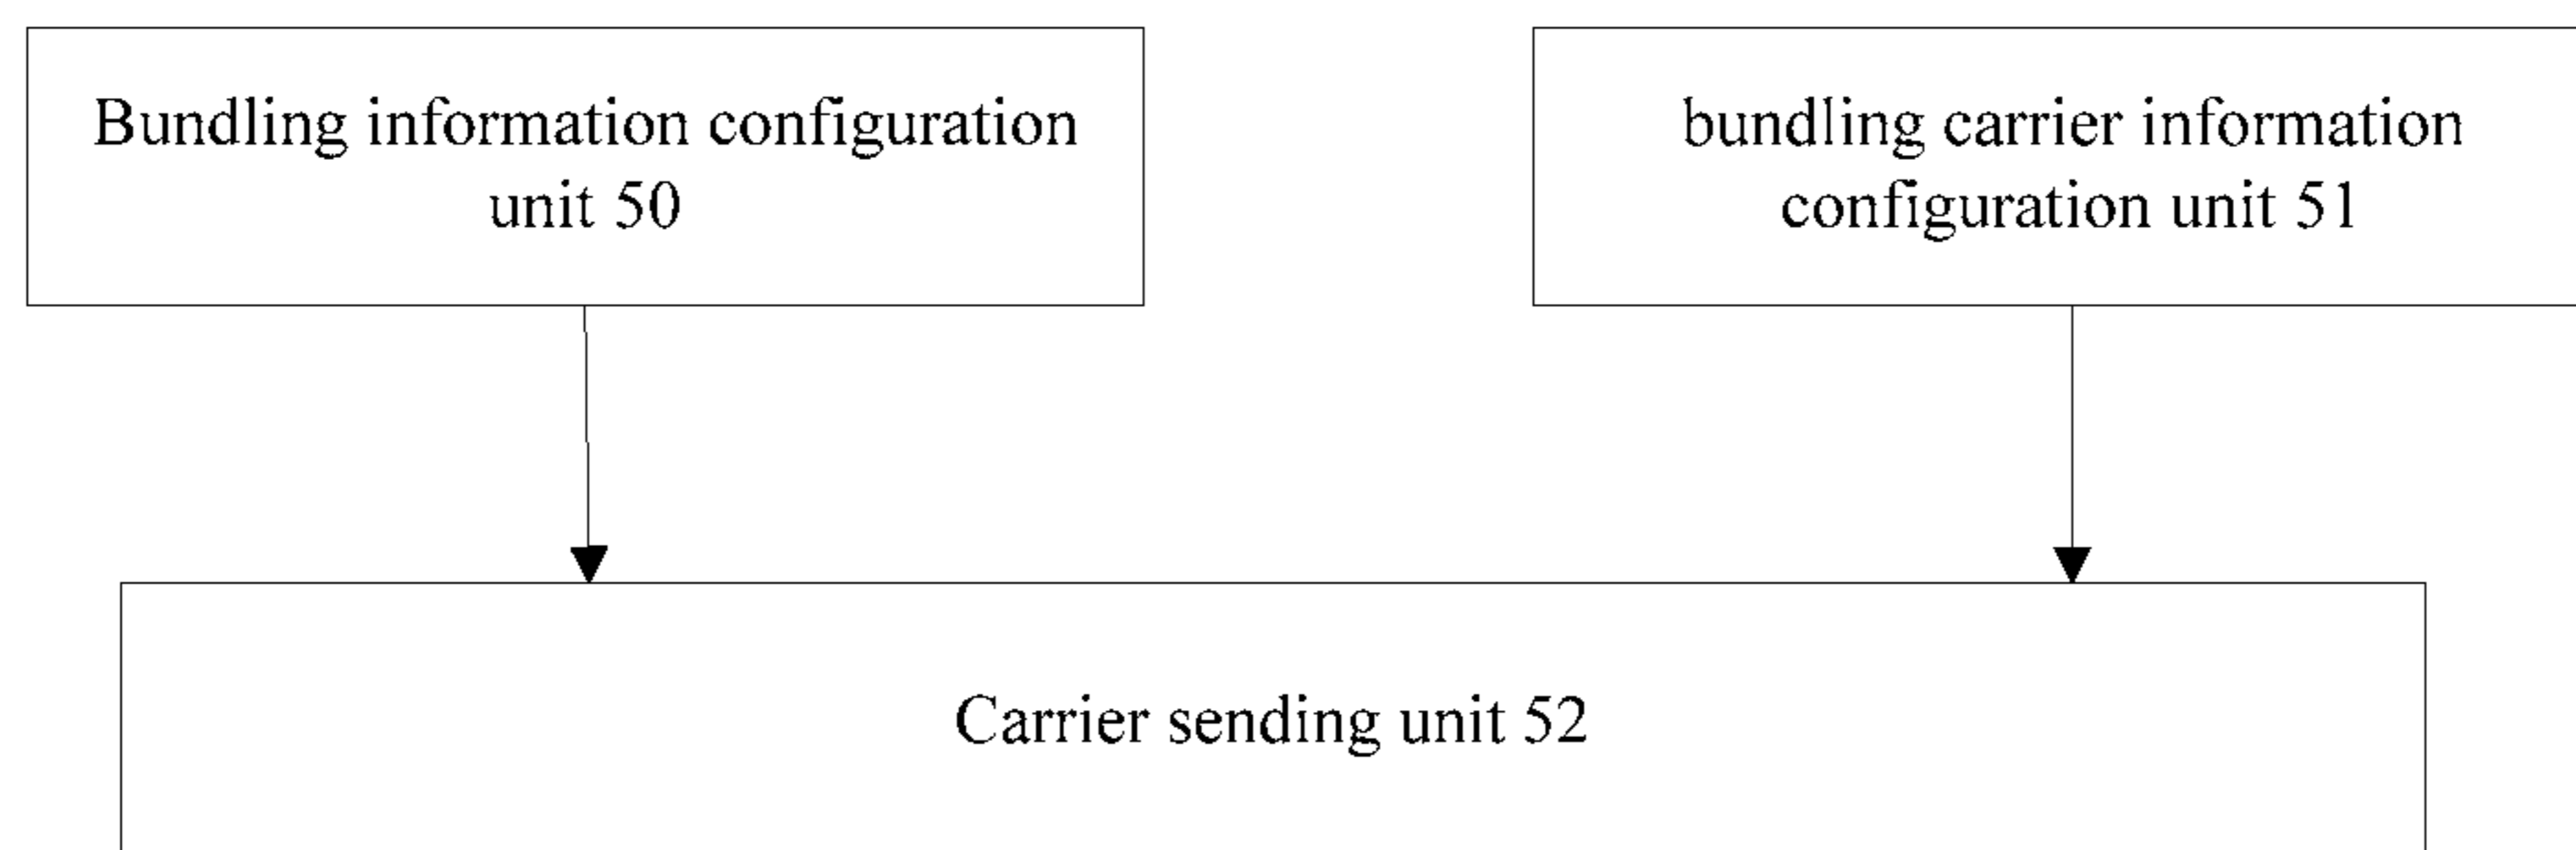 Bundling information configuration
unit 50
bundling carrier information
configuration unit 51
Carrier sending unit 52